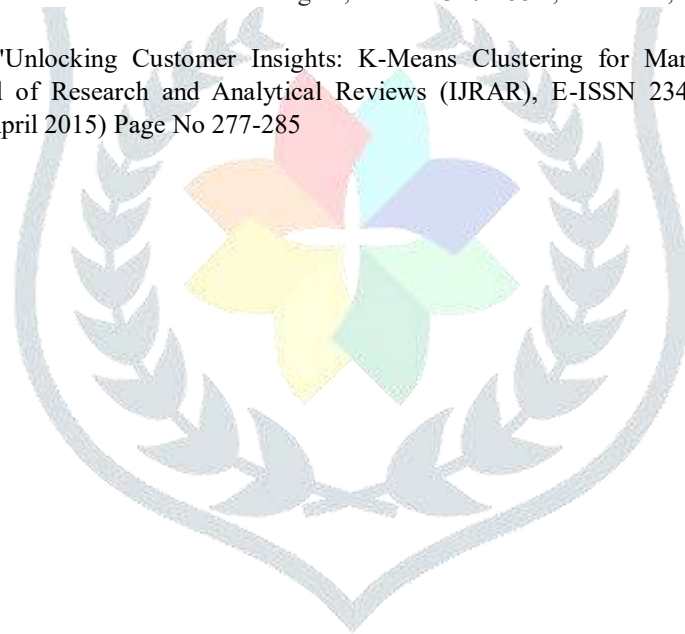 "Unlocking Customer Insights: K-Means Clustering for Mar
of Research and Analytical Reviews (IJRAR), E-ISSN 234
pril 2015) Page No 277-285